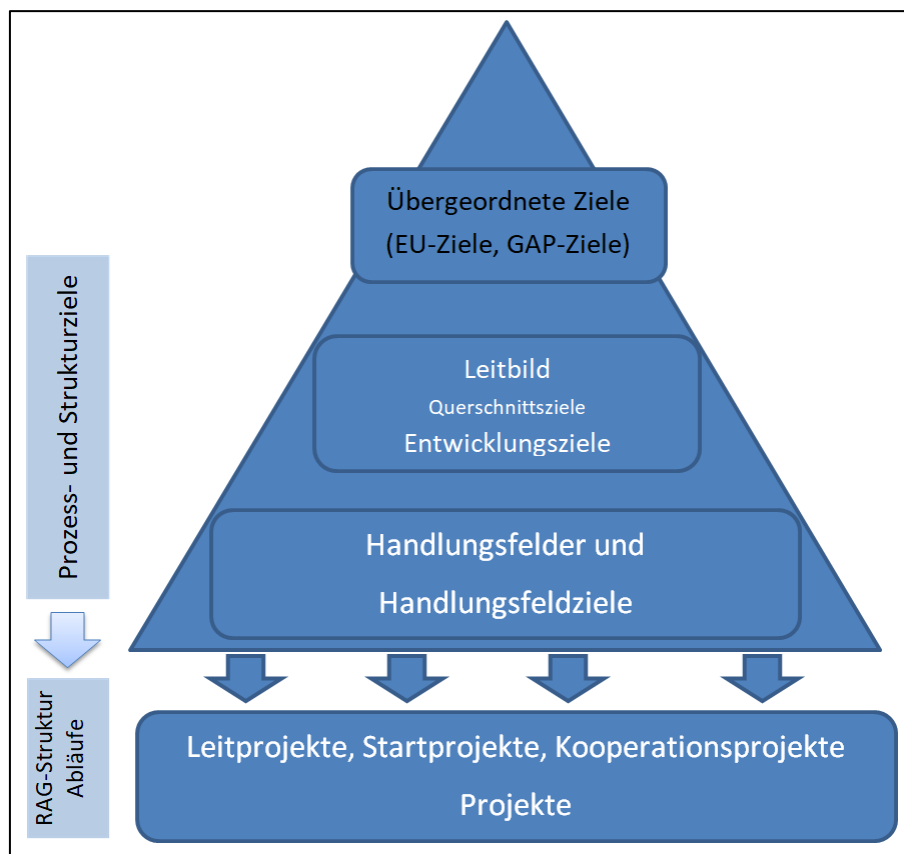 Übergeordnete Ziele
(EU-Ziele, GAP-Ziele)
Leitbild
Querschnittsziele
Entwicklungsziele
Handlungsfelder und
Handlungsfeldziele
Prozess- und Strukturziele
RAG-Struktur
Abläufe
Leitprojekte, Startprojekte, Kooperationsprojekte
Projekte